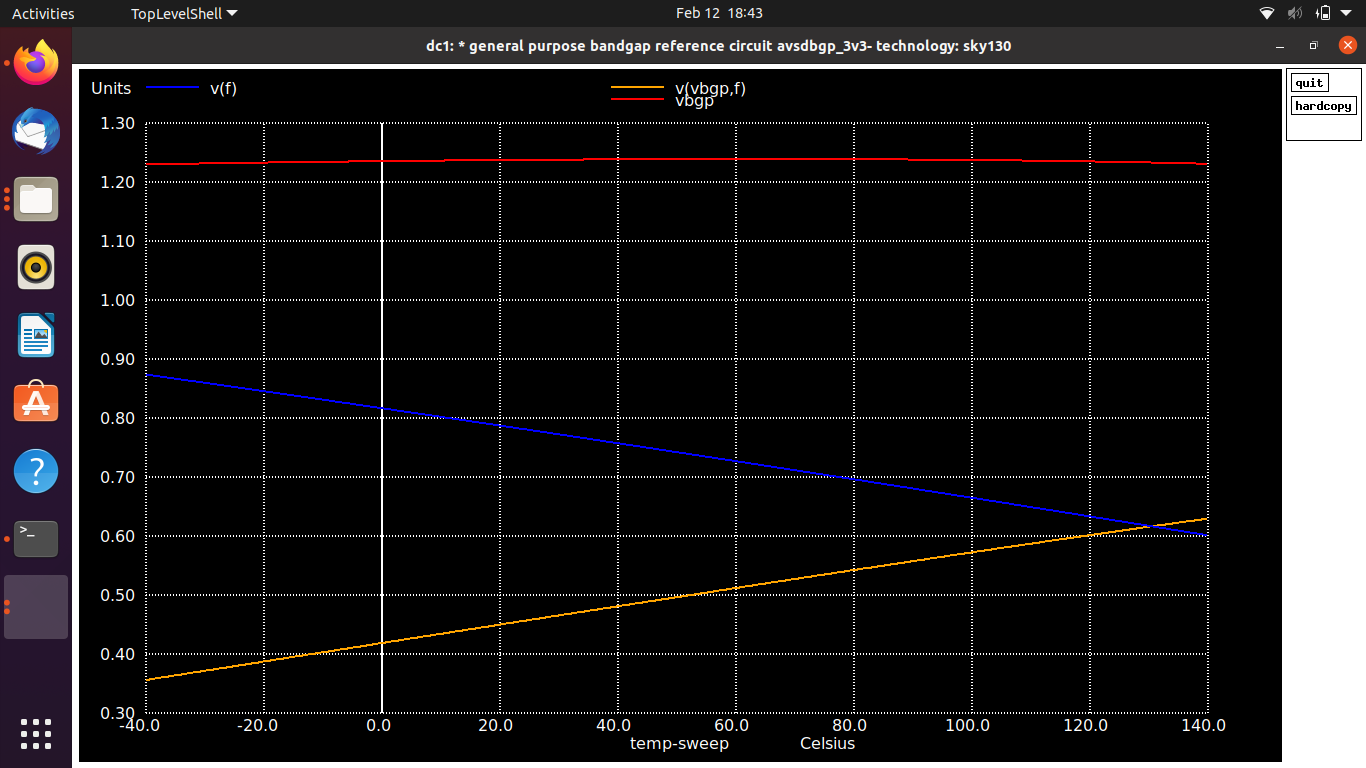 Activities TopLevelShell Feb 12 18:43
dc1: * general purpose bandgap reference circuit avsdbgp_3v3- technology: sky130
quit
hardcopy
Units v(f) v(vbgp,f)
vbgp
1.30
1.20
1.10
1.00
0.90
0.80
0.70
0.60
0.50
0.40
0.30
-40.0 -20.0 0.0 20.0 40.0 60.0 80.0 100.0 120.0 140.0
temp-sweep Celsius